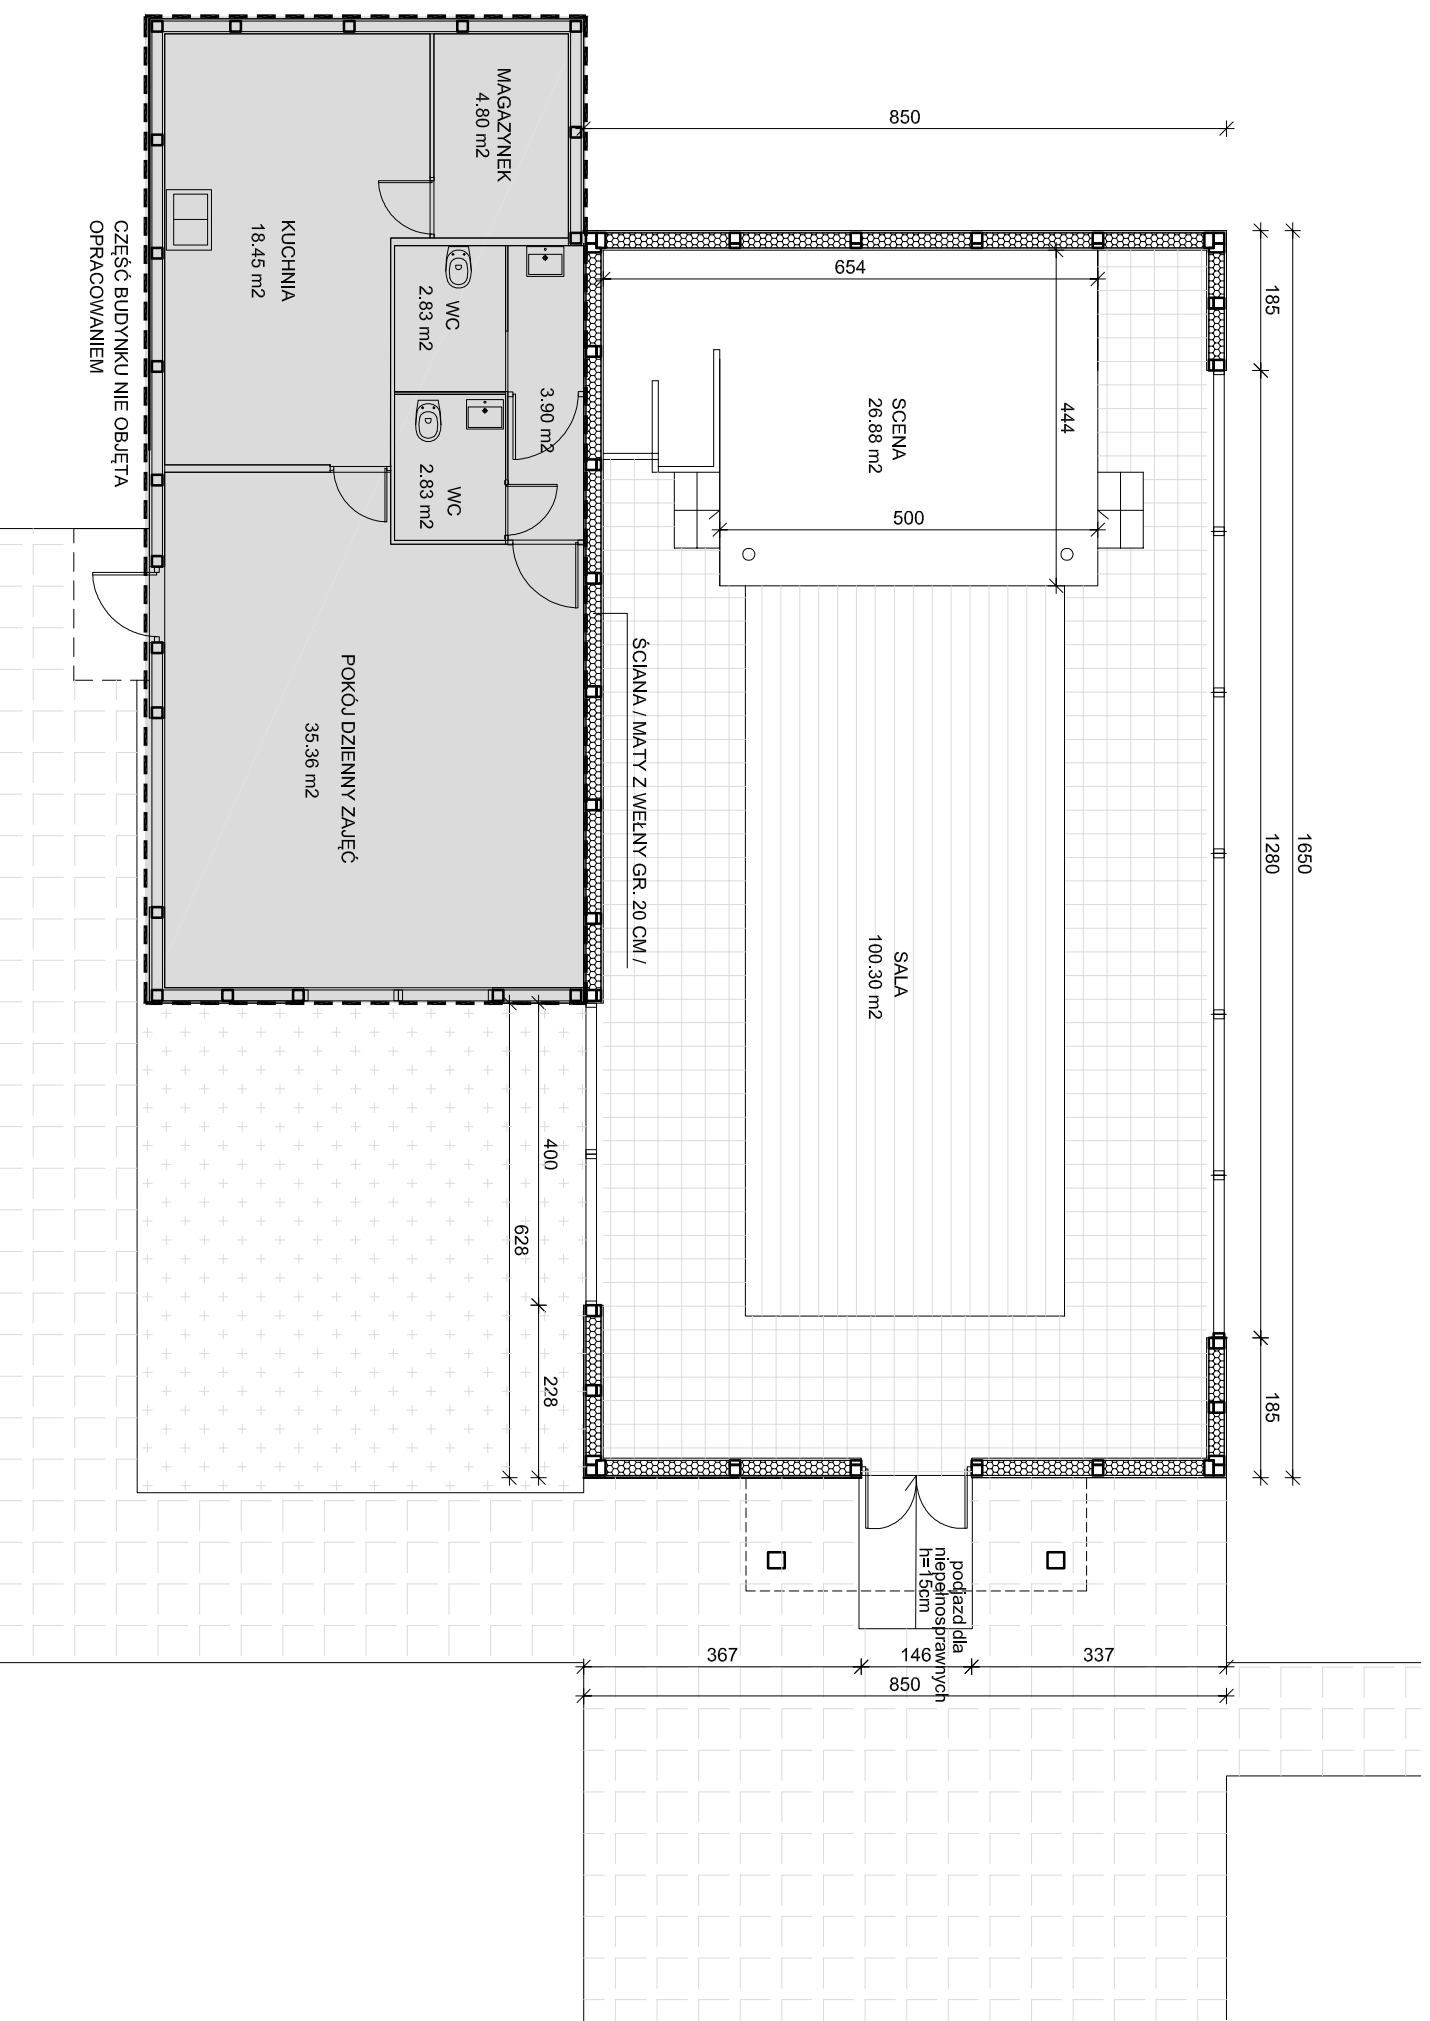 850
MAGAZYNEK
4.80 m2
KUCHNIA
18.45 m2
CZĘŚĆ BUDYNKU NIE OBJĘTA
OPRACOWANIEM
WC
2.83 m2
3.90 m2
WC
2.83 m2
654
185
SCENA
26.88 m2
444
500
POKÓJ DZIENNY ZAJĘĆ
35.36 m2
ŚCIANA / MATY Z WEŁNY GR. 20 CM /
1650
1280
SALA
100.30 m2
400
628
228
185
podjazd dla
niepełnosprawnych
h=15cm
367
146
337
850